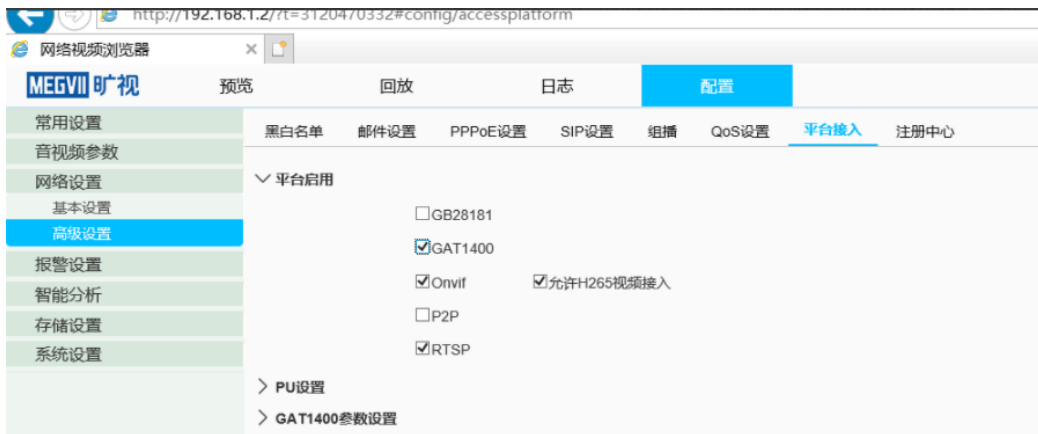 http://192.168.1.2/?t=3120470332#config/accessplatform
网络视频浏览器
MEGVII 旷视 预览 回放 日志 配置
常用设置
黑白名单 邮件设置 PPPoE设置 SIP设置 组播 QoS设置 平台接入 注册中心
音视频参数
网络设置
平台启用
基本设置
GB28181
高级设置
GAT1400
报警设置
Onvif 允许H265视频接入
智能分析
P2P
存储设置
RTSP
系统设置
PU设置
GAT1400参数设置